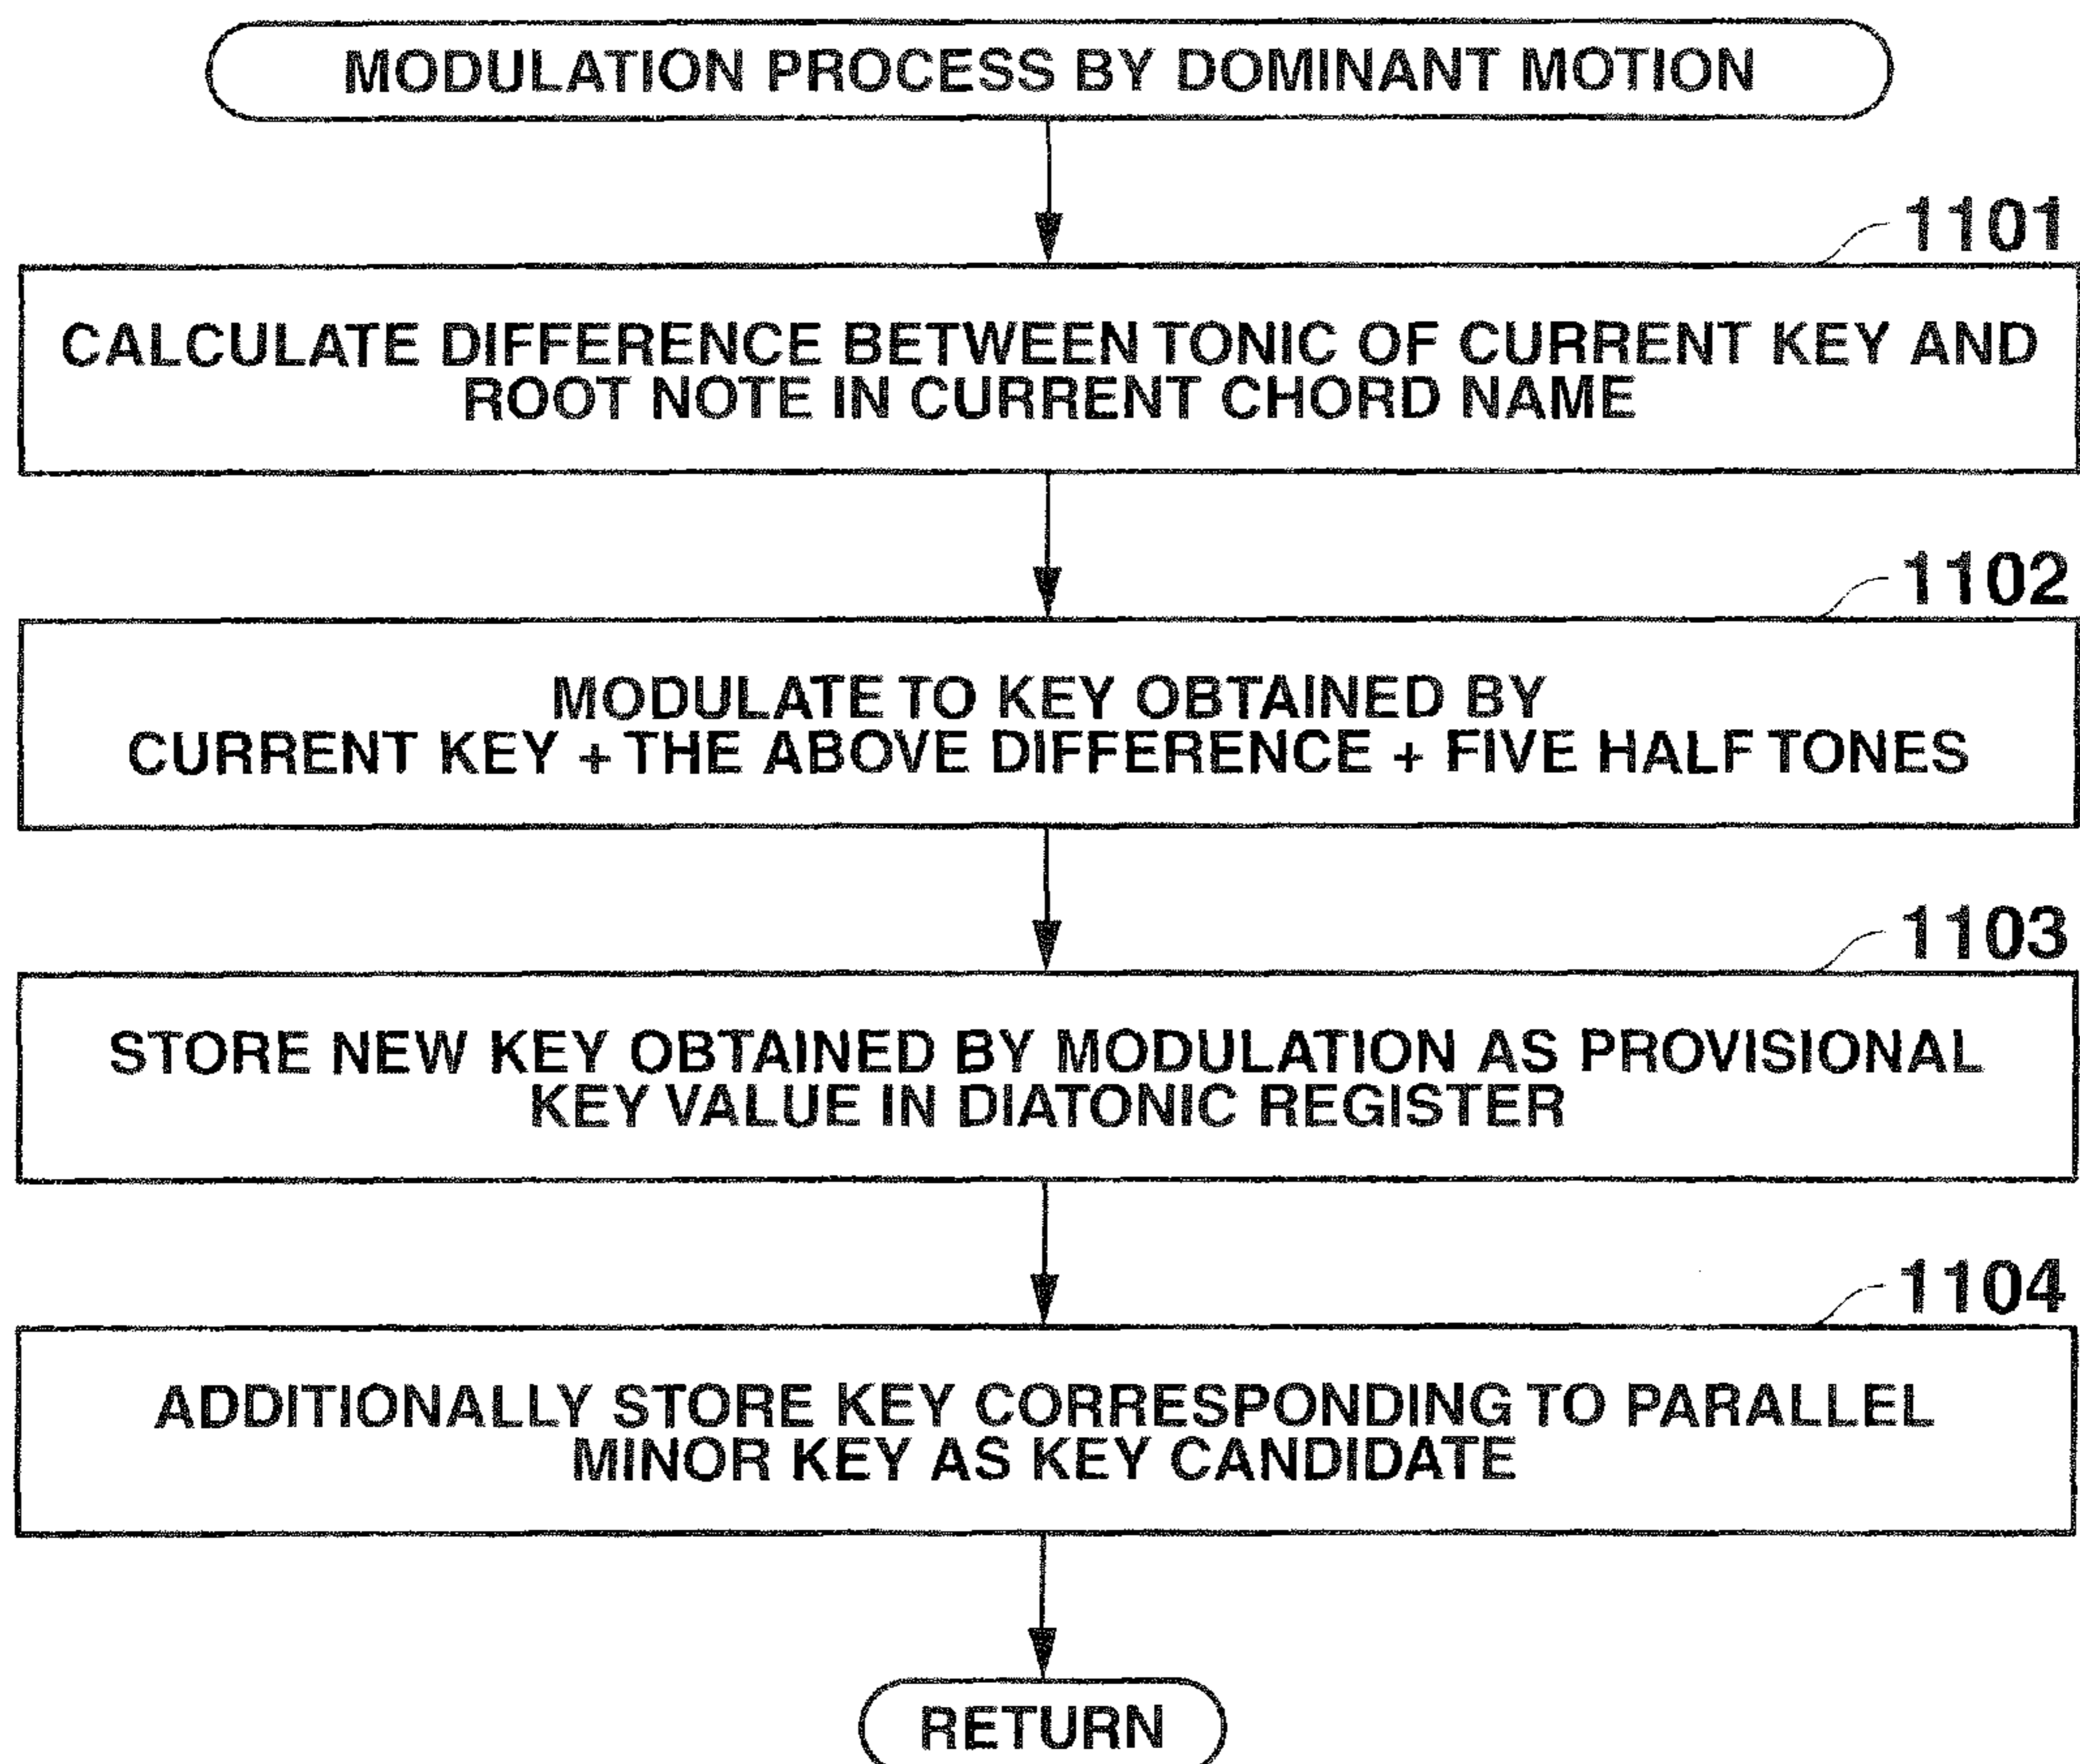 MODULATION PROCESS BY DOMINANT MOTION
1101
CALCULATE DIFFERENCE BETWEEN TONIC OF CURRENT KEY AND
ROOT NOTE IN CURRENT CHORD NAME
1102
MODULATE TO KEY OBTAINED BY
CURRENT KEY + THE ABOVE DIFFERENCE + FIVE HALF TONES
1103
STORE NEW KEY OBTAINED BY MODULATION AS PROVISIONAL
KEY VALUE IN DIATONIC REGISTER
1104
ADDITIONALLY STORE KEY CORRESPONDING TO PARALLEL
MINOR KEY AS KEY CANDIDATE
RETURN